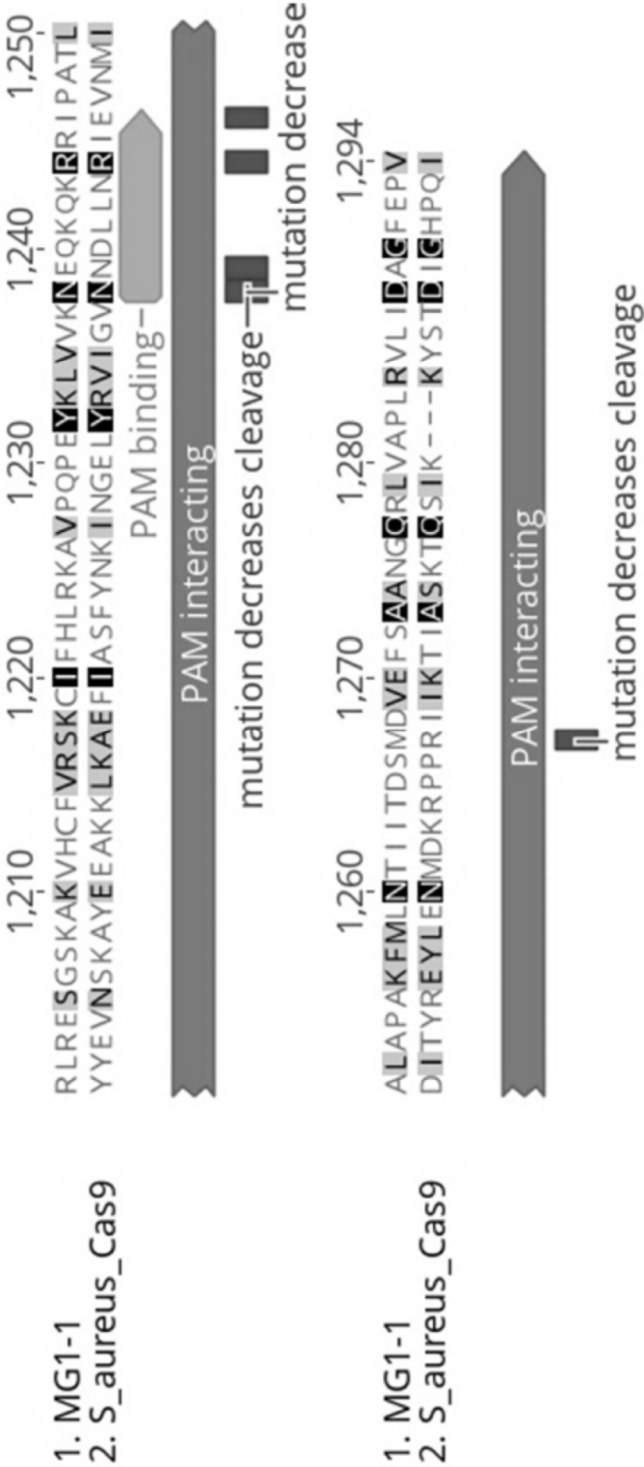 1,210 1,220 1,230 1,240 1,250
1. MG1-1 RLRESGSKAKVHCFVRSKCIFHLRKAVPQPEYKLVVKNEQKQKRRIPATL
2. S_aureus_Cas9 YYEVNSKAYEEAKKLKAEFIASFYNKINGELYRVIGVNNDLLNRIEVNMI
PAM binding
PAM interacting
mutation decreases cleavage
mutation decrease
1,260 1,270 1,280 1,294
1. MG1-1 ALAPAKFMLNTIITDSMDVEFSAANGQRLVAPLRVLIDAGFEPV
2. S_aureus_Cas9 DITYREYLENMDKRPPRIIKTIASKTQSIK---KYSTDIGHPQI
PAM interacting
mutation decreases cleavage